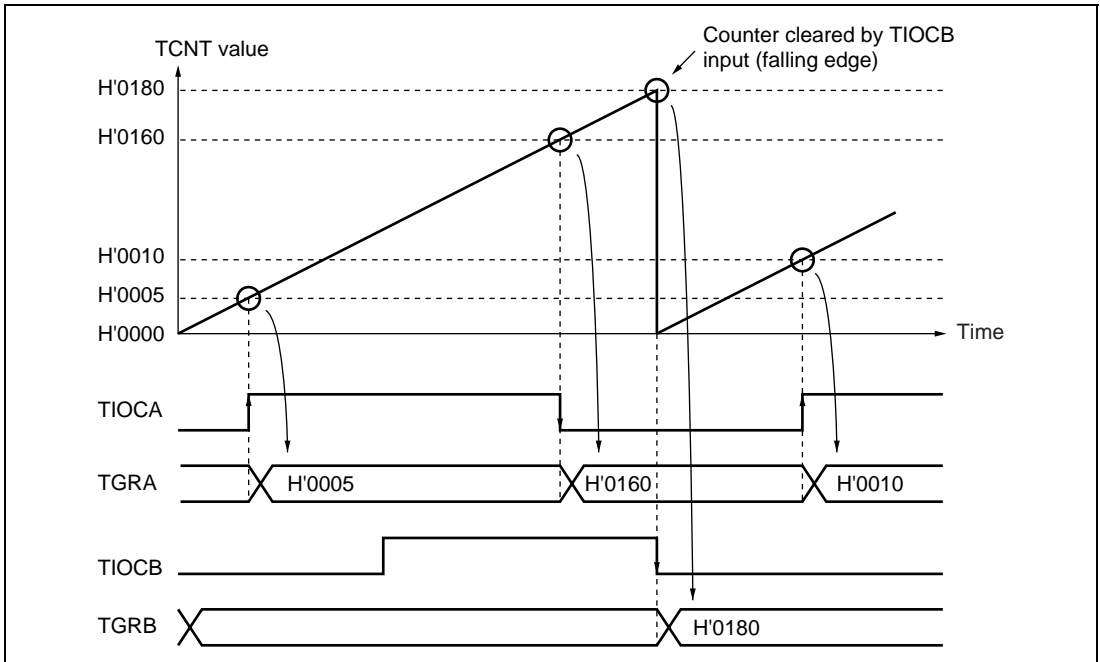 Counter cleared by TIOCB
input (falling edge)
TCNT value
H'0180
H'0160
H'0010
H'0005
H'0000
Time
TIOCA
TGRA
H'0005
H'0160
H'0010
TIOCB
TGRB
H'0180